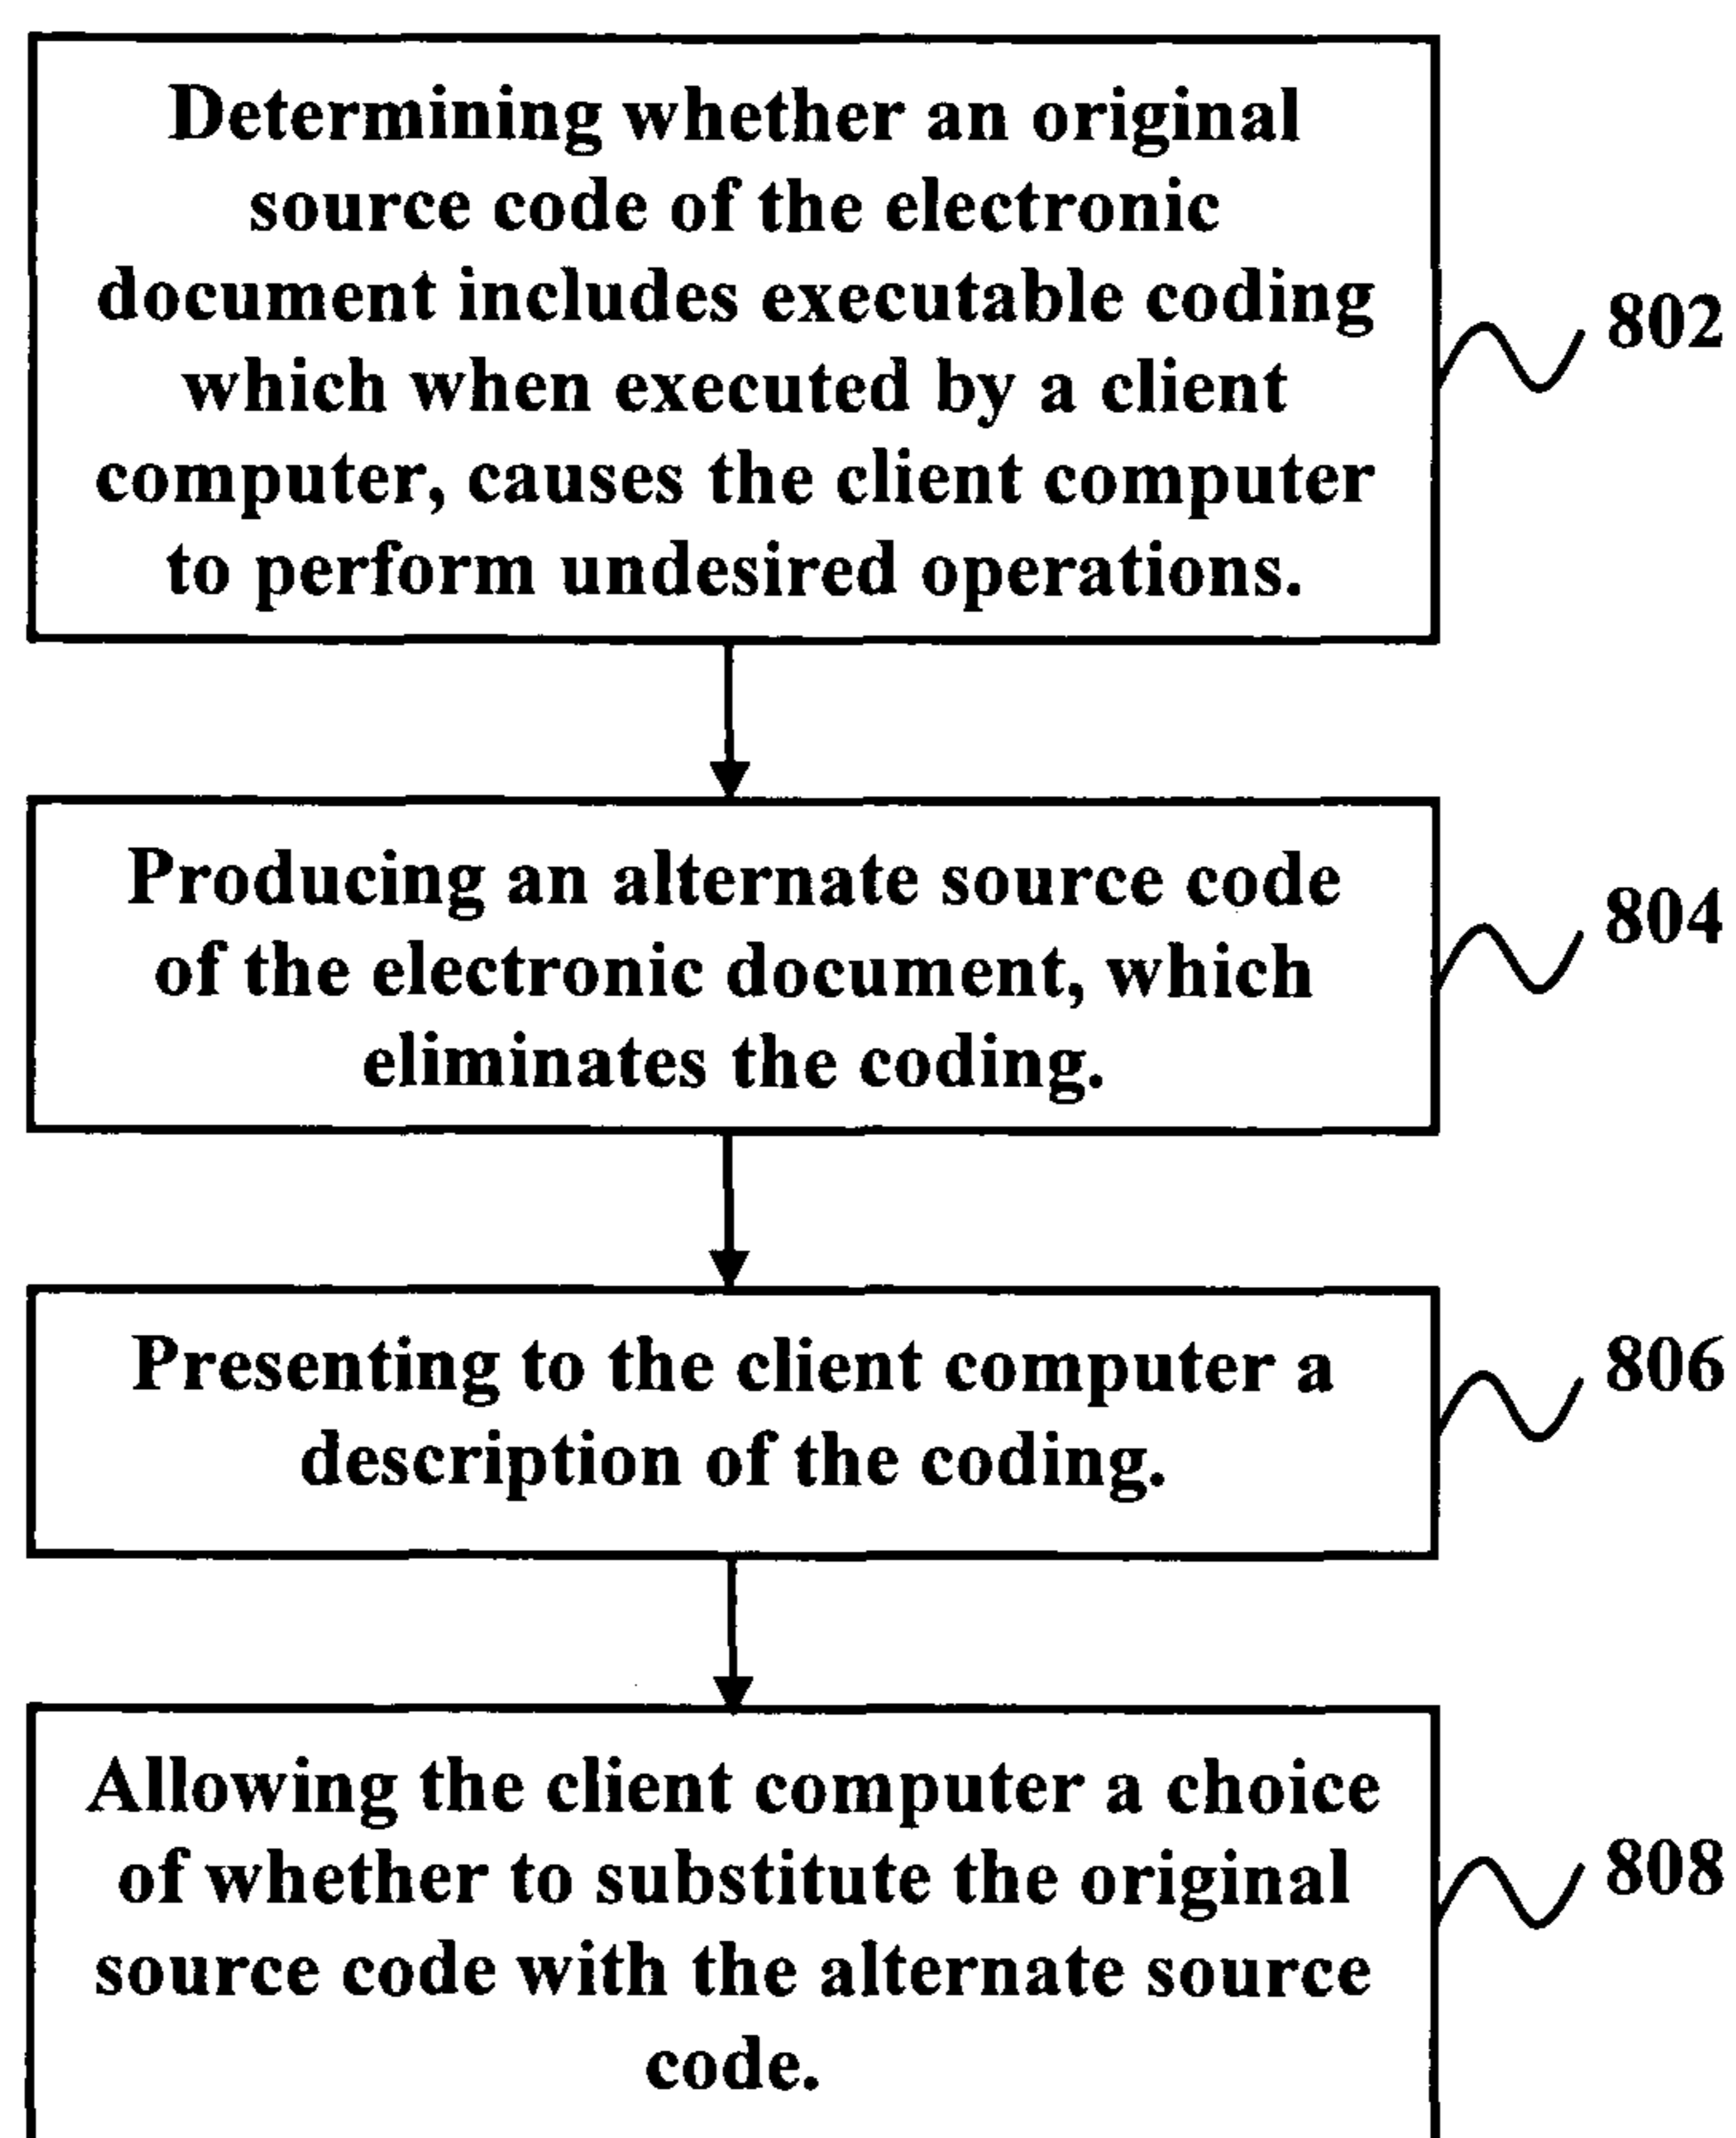 Determining whether an original
source code of the electronic
document includes executable coding
which when executed by a client
computer, causes the client computer
to perform undesired operations.
802
Producing an alternate source code
of the electronic document, which
eliminates the coding.
804
Presenting to the client computer a
description of the coding.
806
Allowing the client computer a choice
of whether to substitute the original
source code with the alternate source
code.
808